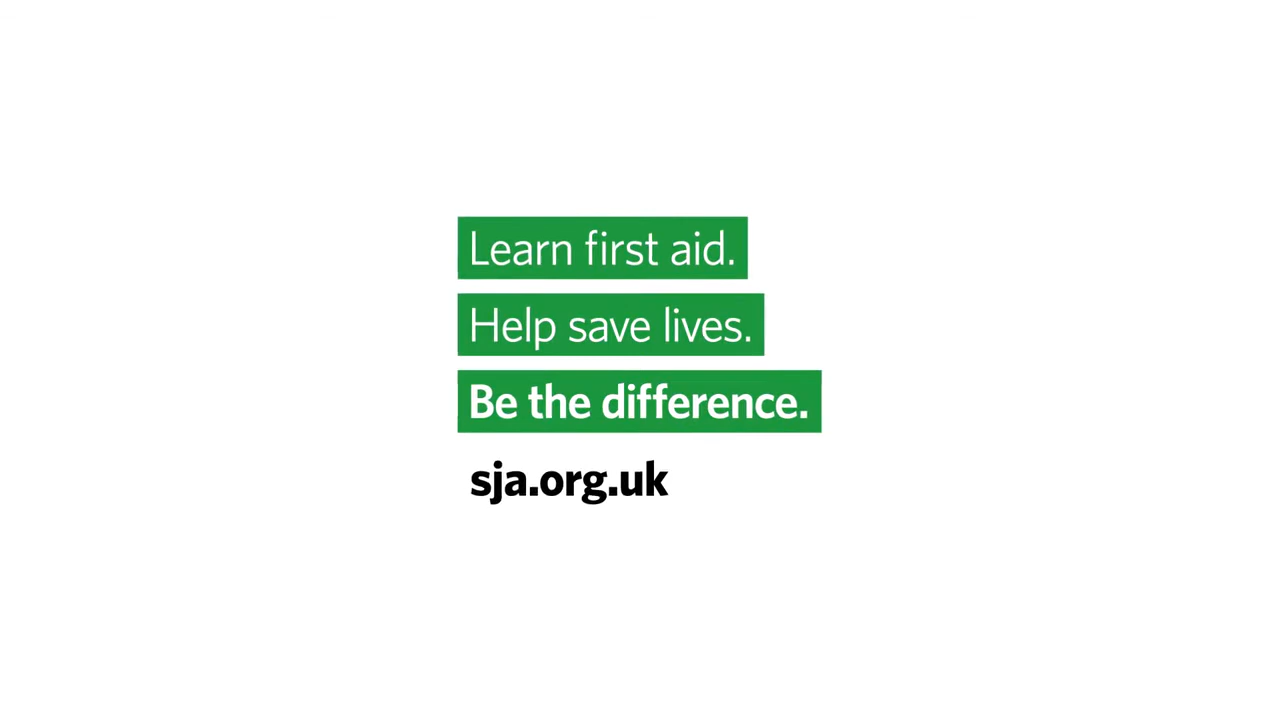 Learn first aid.
Help save lives.
Be the difference.
sja.org.uk